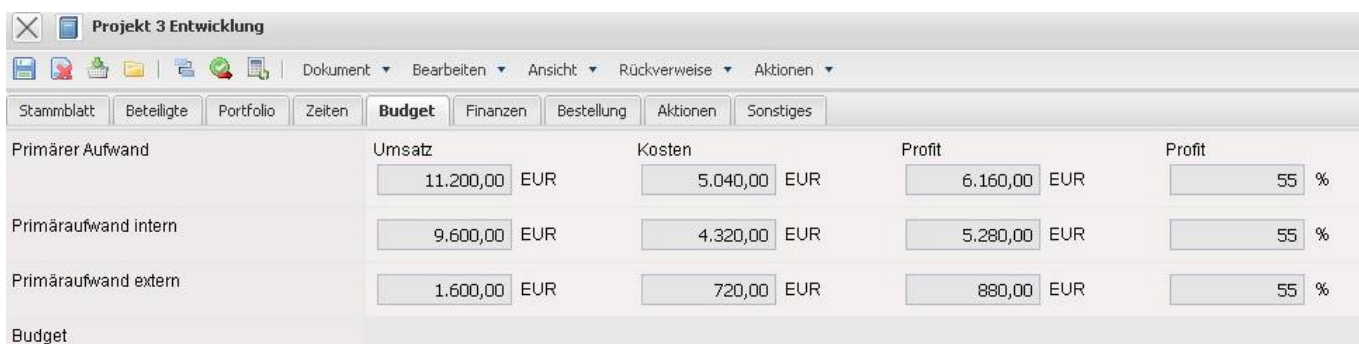 Projekt 3 Entwicklung
Dokument Bearbeiten Ansicht Rückverweise Aktionen
Stammblatt Beteiligte Portfolio Zeiten Budget Finanzen Bestellung Aktionen Sonstiges
Primärer Aufwand Umsatz Kosten Profit Profit
11.200,00 EUR 5.040,00 EUR 6.160,00 EUR 55 %
Primäraufwand intern 9.600,00 EUR 4.320,00 EUR 5.280,00 EUR 55 %
Primäraufwand extern 1.600,00 EUR 720,00 EUR 880,00 EUR 55 %
Budget